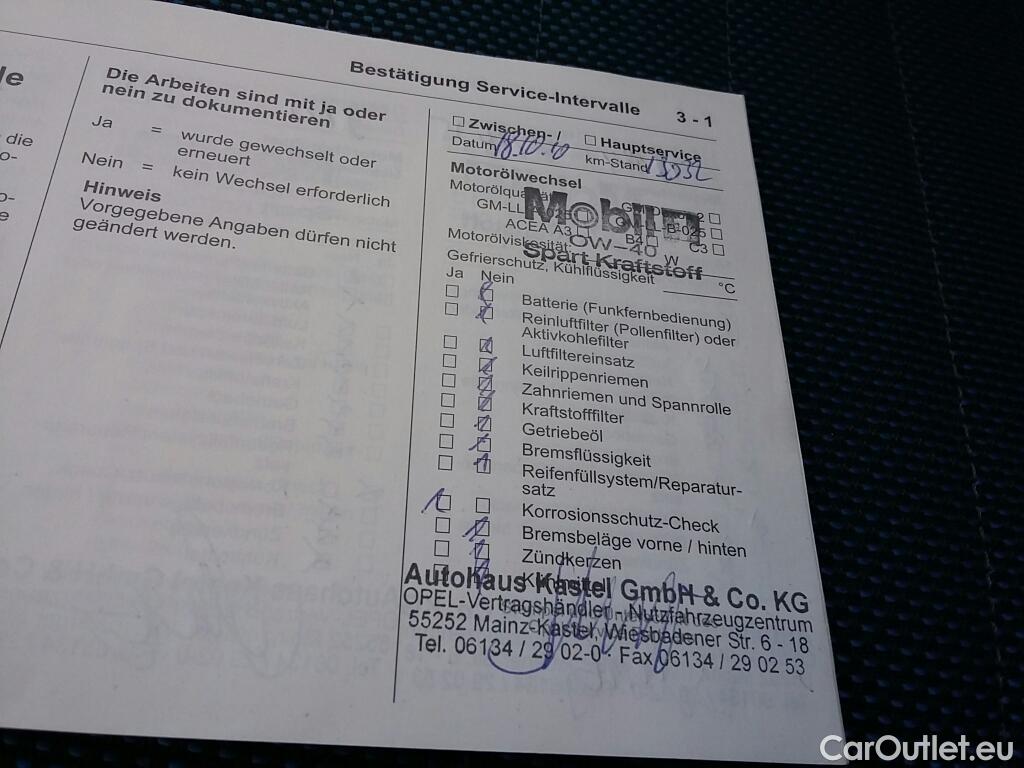 Bestätigung Service-Intervalle 3 - 1
le
die
o-
o-
e
Die Arbeiten sind mit ja oder
nein zu dokumentieren
Ja = wurde gewechselt oder
erneuert
Nein = kein Wechsel erforderlich
Hinweis
Vorgegebene Angaben dürfen nicht
geändert werden.
Zwischen- / Hauptservice
Datum 18.10.10 km-Stand 13032
Motorölwechsel
Mobil 1
0W-40
Spart Kraftstoff
GM-LL B-025
ACEA A3 B4 C3
Motorölviskosität: W
Gefrierschutz, Kühlflüssigkeit °C
Ja Nein
Batterie (Funkfernbedienung)
Reinluftfilter (Pollenfilter) oder
Aktivkohlefilter
Luftfiltereinsatz
Keilrippenriemen
Zahnriemen und Spannrolle
Kraftstofffilter
Getriebeöl
Bremsflüssigkeit
Reifenfüllsystem/Reparatur-
satz
Korrosionsschutz-Check
Bremsbeläge vorne / hinten
Zündkerzen
Autohaus Kastel GmbH & Co. KG
OPEL-Vertragshändler - Nutzfahrzeugzentrum
55252 Mainz-Kastel, Wiesbadener Str. 6 - 18
Tel. 06134 / 29 02-0 · Fax 06134 / 29 02 53
CarOutlet.eu